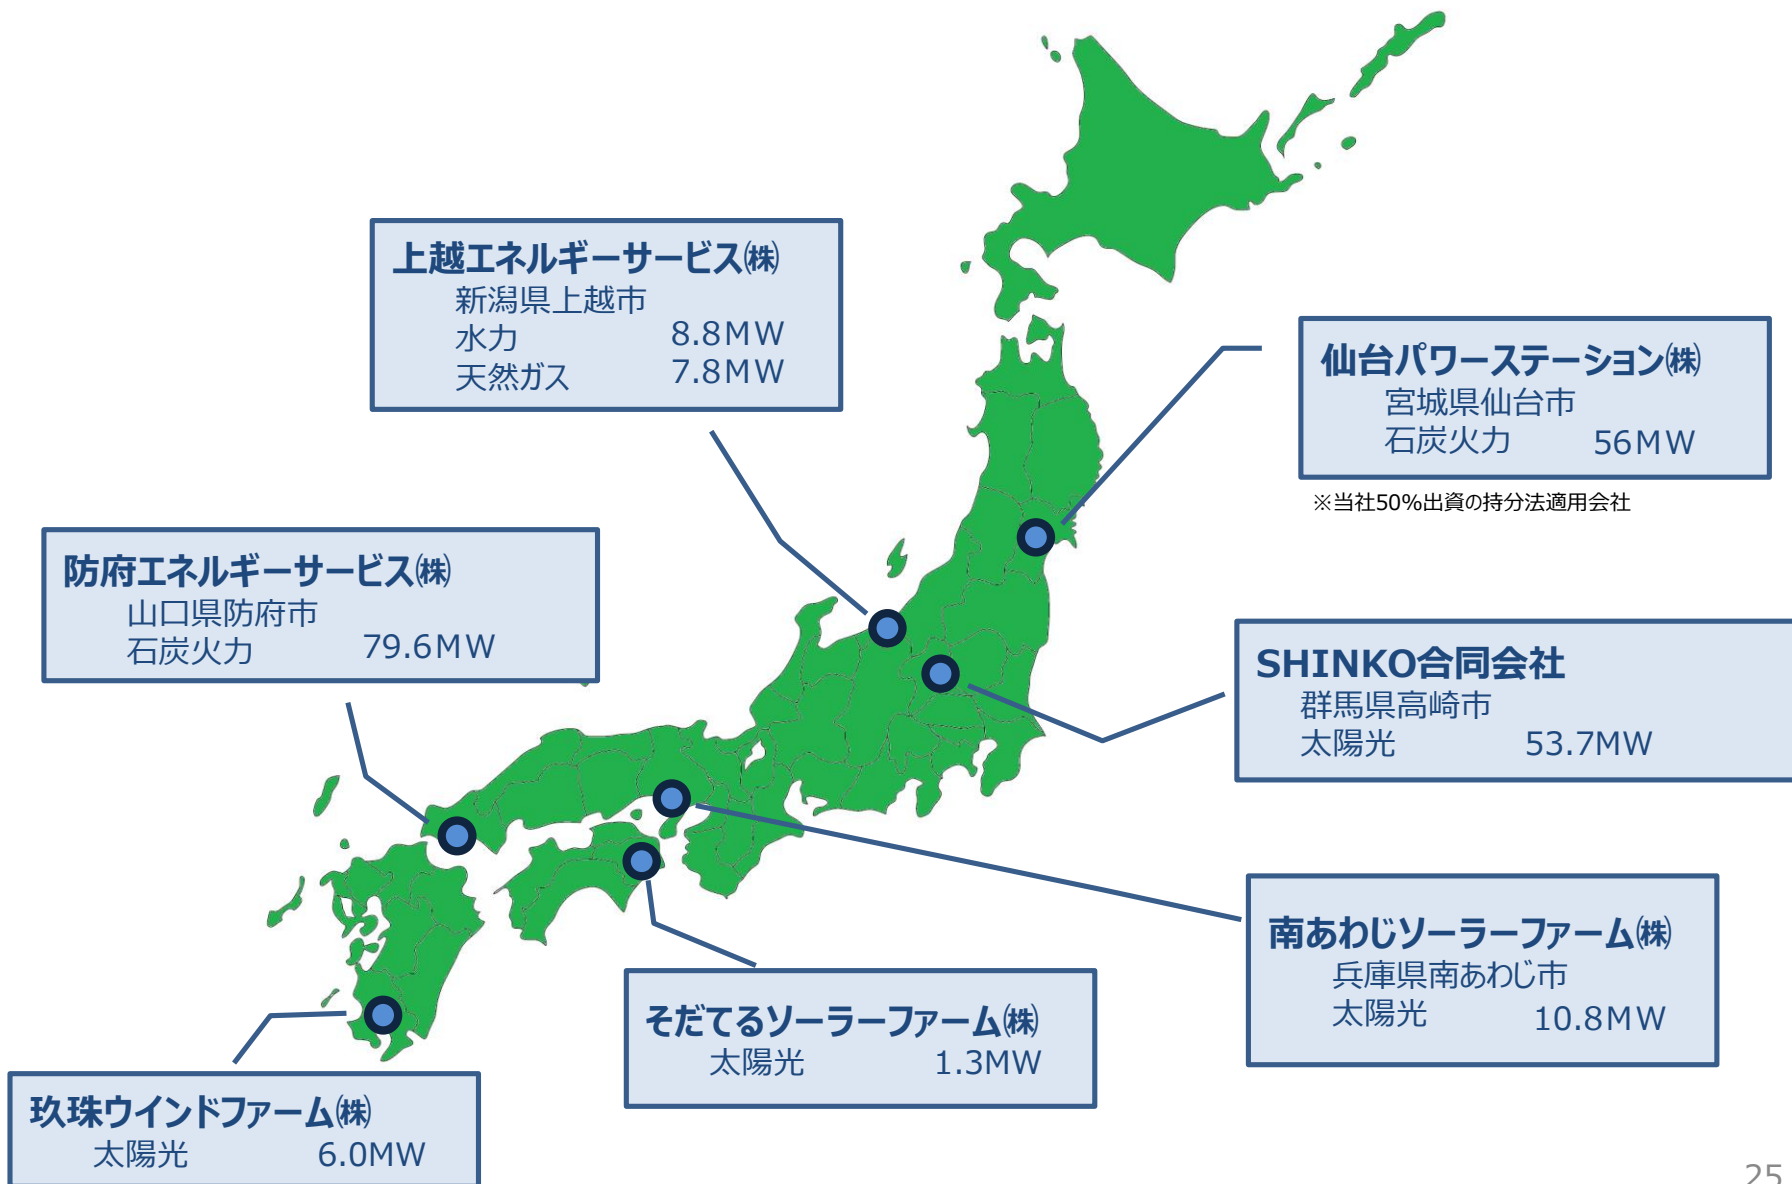 上越エネルギーサービス㈱
新潟県上越市
水力 8.8MW
天然ガス 7.8MW
仙台パワーステーション㈱
宮城県仙台市
石炭火力 56MW
※当社50%出資の持分法適用会社
防府エネルギーサービス㈱
山口県防府市
石炭火力 79.6MW
SHINKO合同会社
群馬県高崎市
太陽光 53.7MW
南あわじソーラーファーム㈱
兵庫県南あわじ市
太陽光 10.8MW
そだてるソーラーファーム㈱
太陽光 1.3MW
玖珠ウインドファーム㈱
太陽光 6.0MW
25